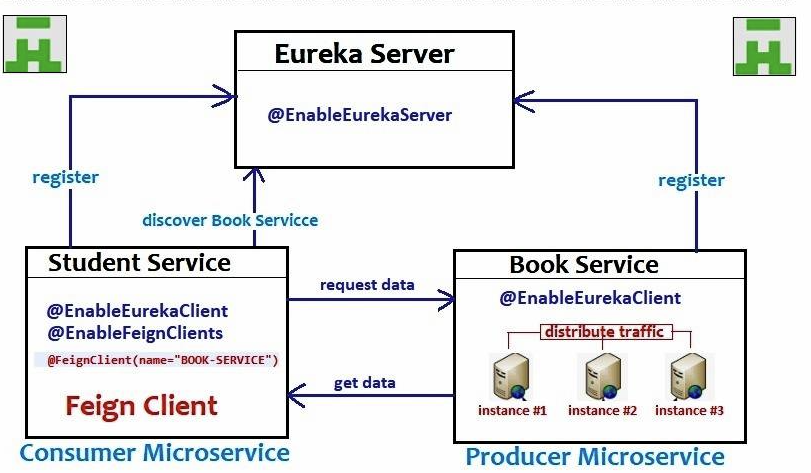 Eureka Server
@EnableEurekaServer
register
register
discover Book Servicce
Student Service
@EnableEurekaClient
@EnableFeignClients
@FeignClient(name="BOOK-SERVICE")
Feign Client
Consumer Microservice
request data
get data
Book Service
@EnableEurekaClient
distribute traffic
instance #1 instance #2 instance #3
Producer Microservice